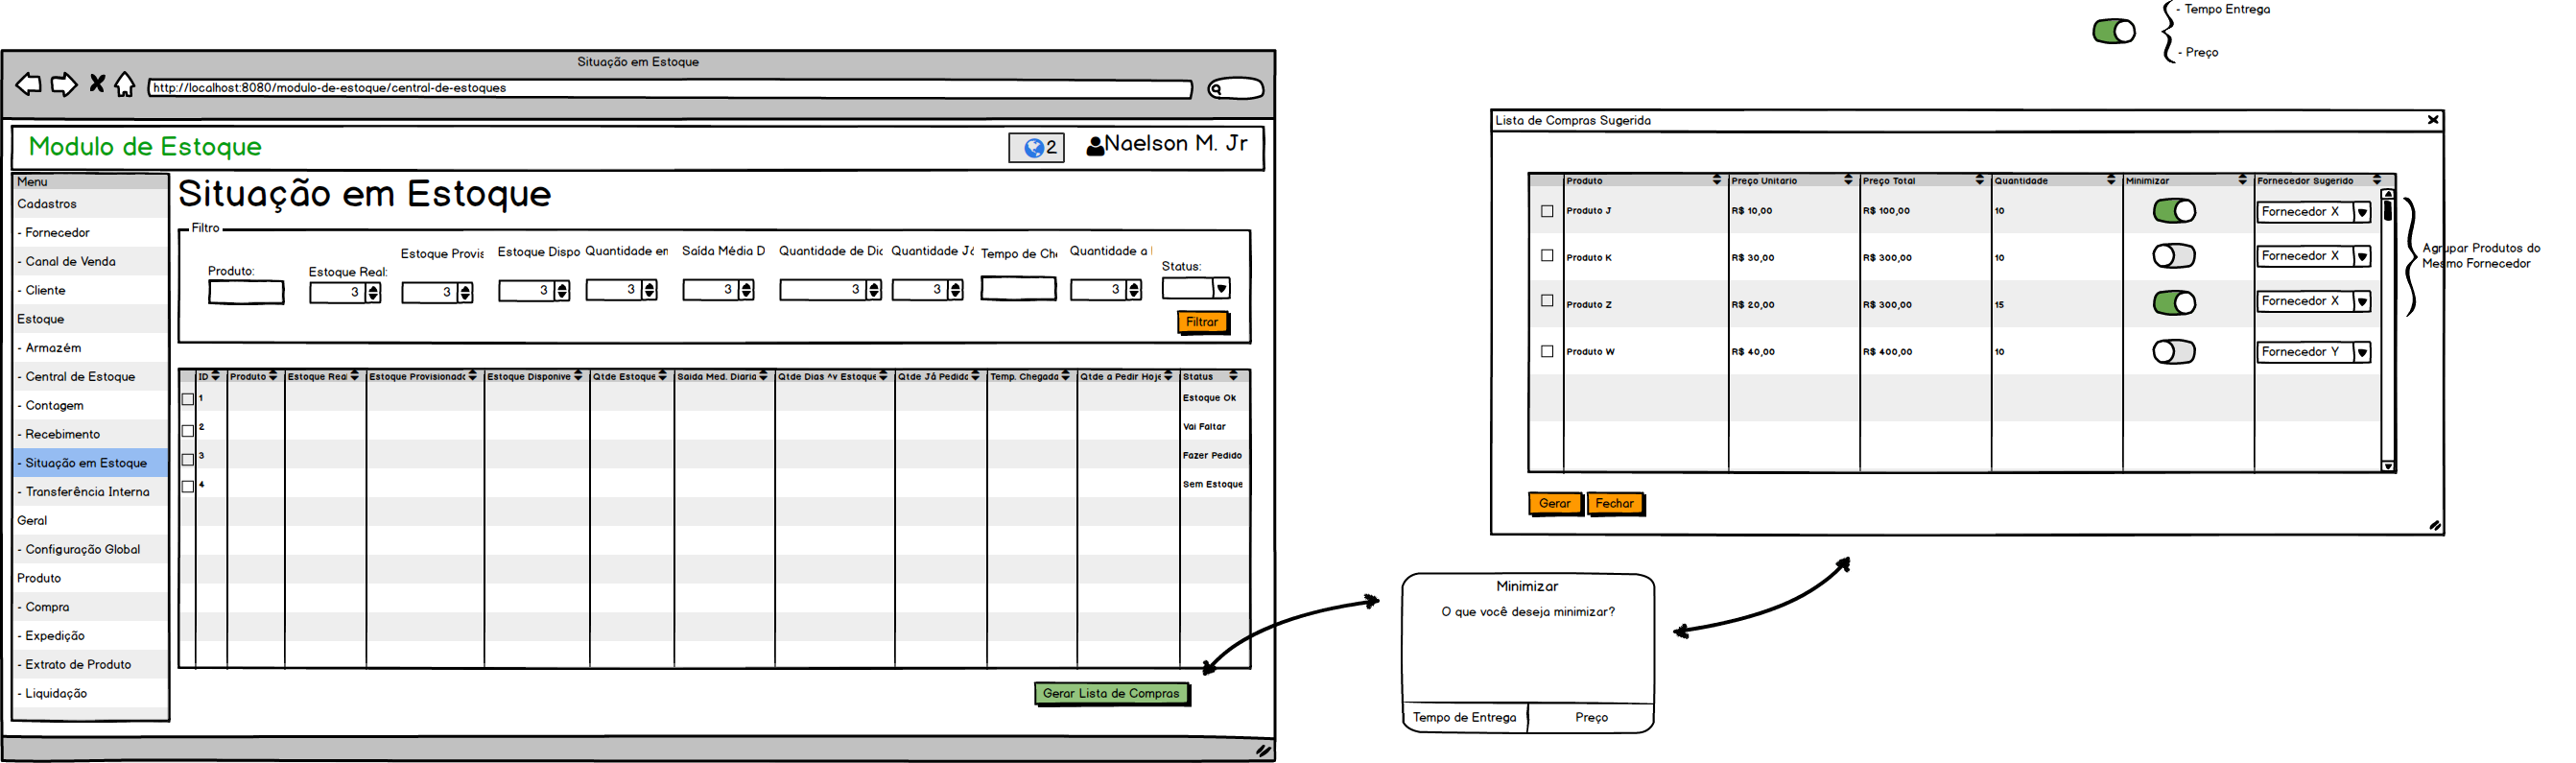 - Tempo Entrega
- Preço
Situação em Estoque
http://localhost:8080/modulo-de-estoque/central-de-estoques
Modulo de Estoque
2
Naelson M. Jr
Menu
Cadastros
- Fornecedor
- Canal de Venda
- Cliente
Estoque
- Armazém
- Central de Estoque
- Contagem
- Recebimento
- Situação em Estoque
- Transferência Interna
Geral
- Configuração Global
Produto
- Compra
- Expedição
- Extrato de Produto
- Liquidação
Situação em Estoque
Filtro
Produto:
Estoque Real:
3
Estoque Provis
3
Estoque Dispo
3
Quantidade en
3
Saída Média D
3
Quantidade de Dic
3
Quantidade Já
3
Tempo de Che
Quantidade a
3
Status:
Filtrar
ID Produto Estoque Rea Estoque Provisionado Estoque Disponive Qtde Estoque Saida Med. Diaria Qtde Dias ^v Estoque Qtde Já Pedido Temp. Chegada Qtde a Pedir Hoje Status
1 Estoque Ok
2 Vai Faltar
3 Fazer Pedido
4 Sem Estoque
Gerar Lista de Compras
Minimizar
O que você deseja minimizar?
Tempo de Entrega Preço
Lista de Compras Sugerida
Produto Preço Unitario Preço Total Quantidade Minimizar Fornecedor Sugerido
Produto J R$ 10,00 R$ 100,00 10 Fornecedor X
Produto K R$ 30,00 R$ 300,00 10 Fornecedor X
Produto Z R$ 20,00 R$ 300,00 15 Fornecedor X
Produto W R$ 40,00 R$ 400,00 10 Fornecedor Y
Gerar Fechar
Agrupar Produtos do
Mesmo Fornecedor